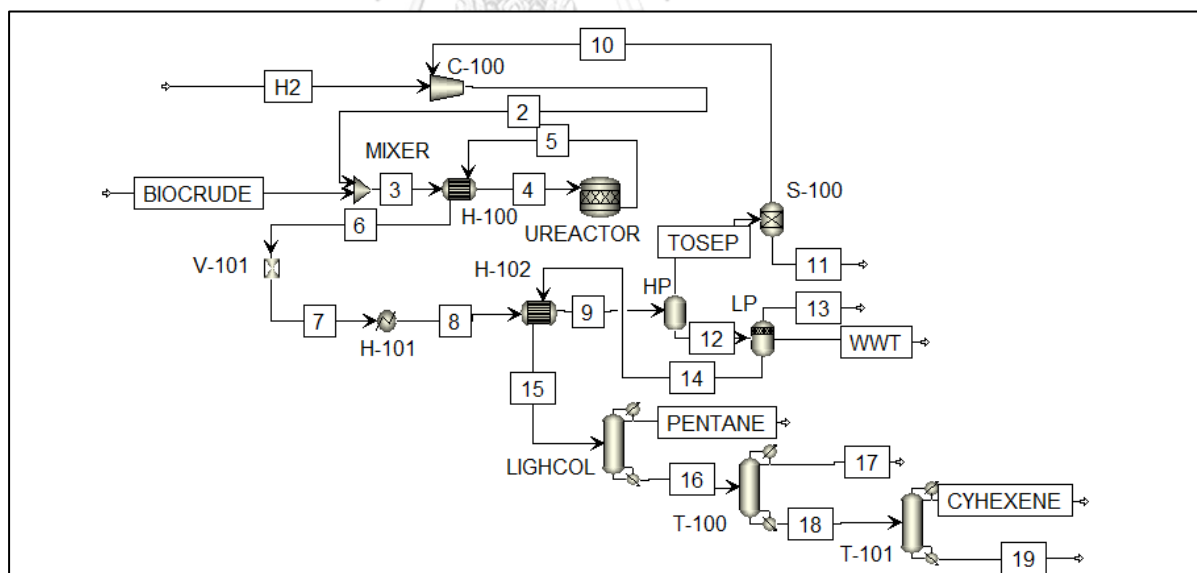 10
C-100
H2
2
5
MIXER
S-100
BIOCRUDE
3
4
H-100
UREACTOR
TOSEP
6
11
V-101
H-102
HP
LP
13
9
7
8
12
WWT
H-101
14
15
PENTANE
LIGHCOL
17
16
CYHEXENE
T-100
18
T-101
19